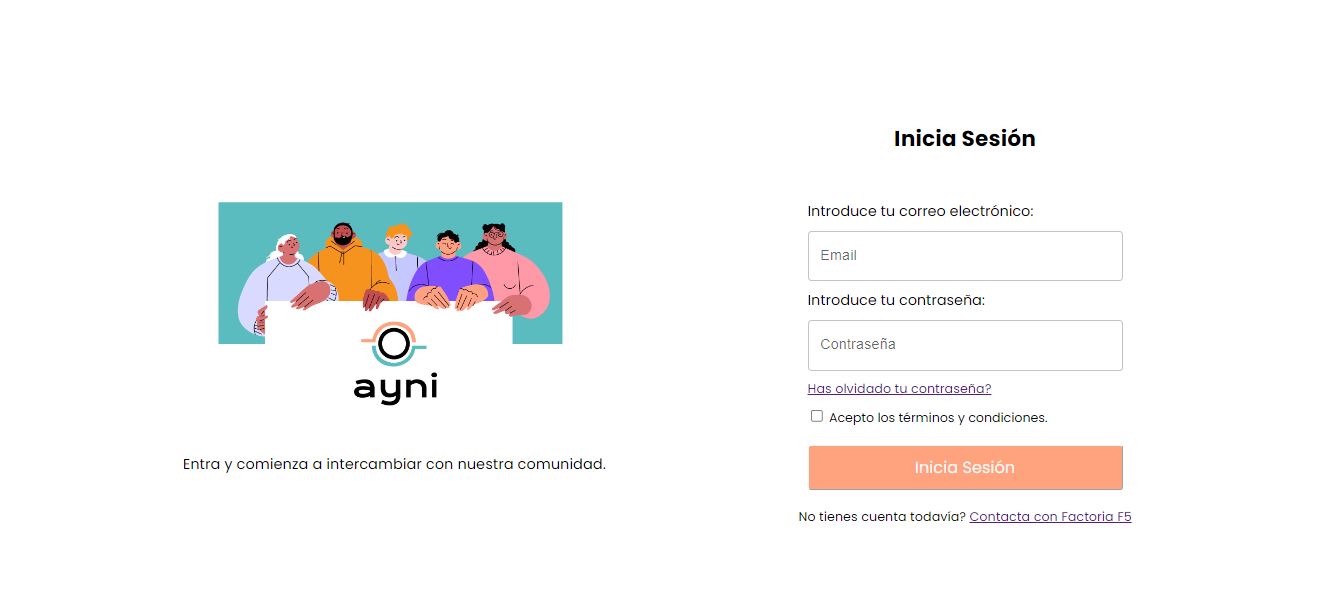 ayni
Entra y comienza a intercambiar con nuestra comunidad.
Inicia Sesión
Introduce tu correo electrónico:
Email
Introduce tu contraseña:
Contraseña
Has olvidado tu contraseña?
Acepto los términos y condiciones.
Inicia Sesión
No tienes cuenta todavía? Contacta con Factoria F5